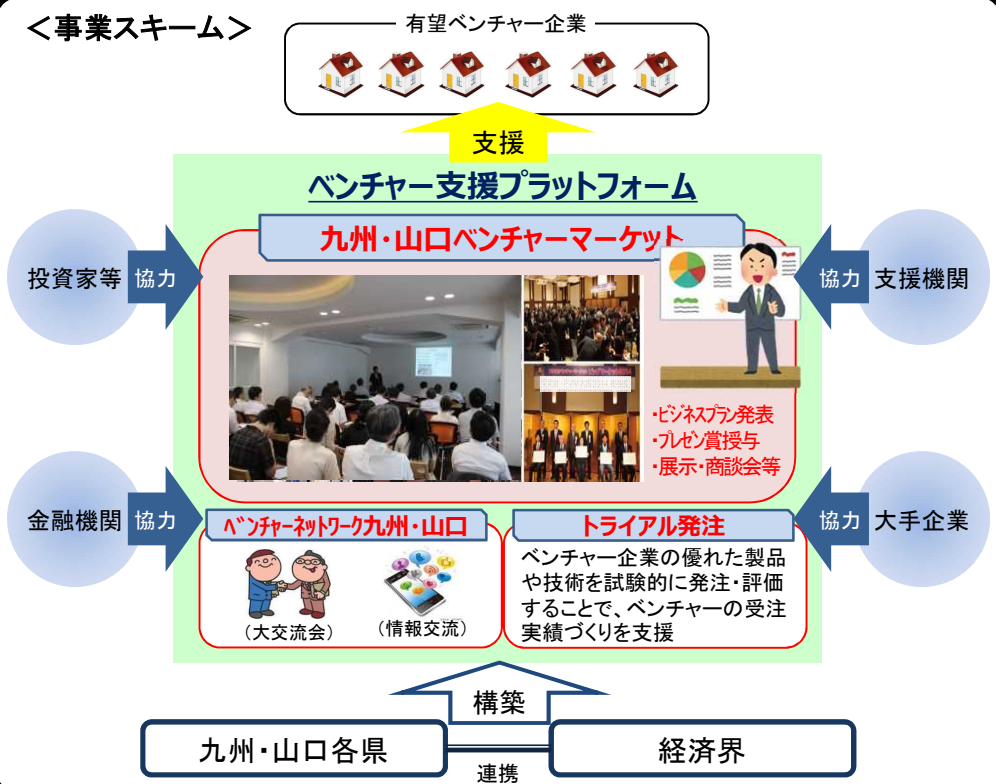 ＜事業スキーム＞
有望ベンチャー企業
支援
ベンチャー支援プラットフォーム
九州・山口ベンチャーマーケット
投資家等
協力
協力
支援機関
・ビジネスプラン発表
・プレゼン賞授与
・展示・商談会等
金融機関
協力
協力
大手企業
ベンチャーネットワーク九州・山口
（大交流会）
（情報交流）
トライアル発注
ベンチャー企業の優れた製品
や技術を試験的に発注・評価
することで、ベンチャーの受注
実績づくりを支援
構築
九州・山口各県
連携
経済界